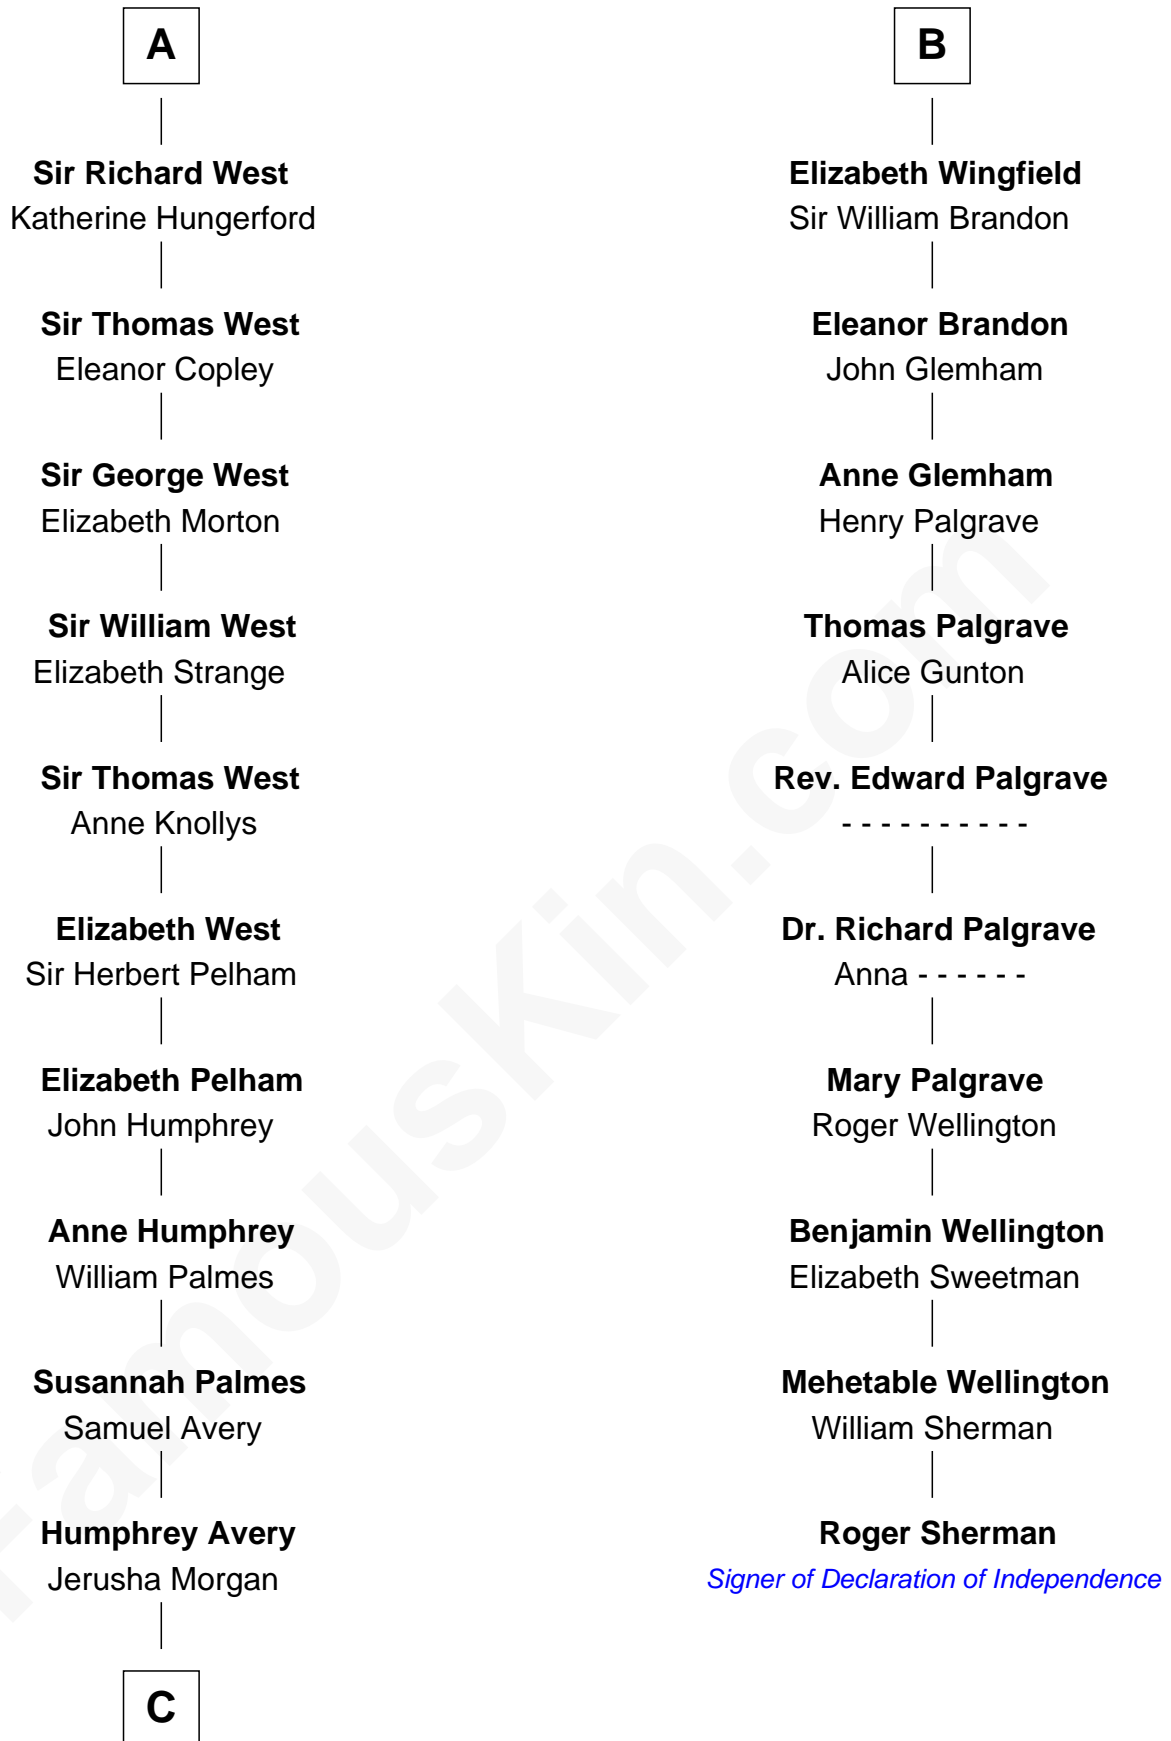 A
Sir Richard West
Katherine Hungerford
Sir Thomas West
Eleanor Copley
Sir George West
Elizabeth Morton
Sir William West
Elizabeth Strange
Sir Thomas West
Anne Knollys
Elizabeth West
Sir Herbert Pelham
Elizabeth Pelham
John Humphrey
Anne Humphrey
William Palmes
Susannah Palmes
Samuel Avery
Humphrey Avery
Jerusha Morgan
C
B
Elizabeth Wingfield
Sir William Brandon
Eleanor Brandon
John Glemham
Anne Glemham
Henry Palgrave
Thomas Palgrave
Alice Gunton
Rev. Edward Palgrave
- - - - - - - - - -
Dr. Richard Palgrave
Anna - - - - - -
Mary Palgrave
Roger Wellington
Benjamin Wellington
Elizabeth Sweetman
Mehetable Wellington
William Sherman
Roger Sherman
Signer of Declaration of Independence
FamousKin.com